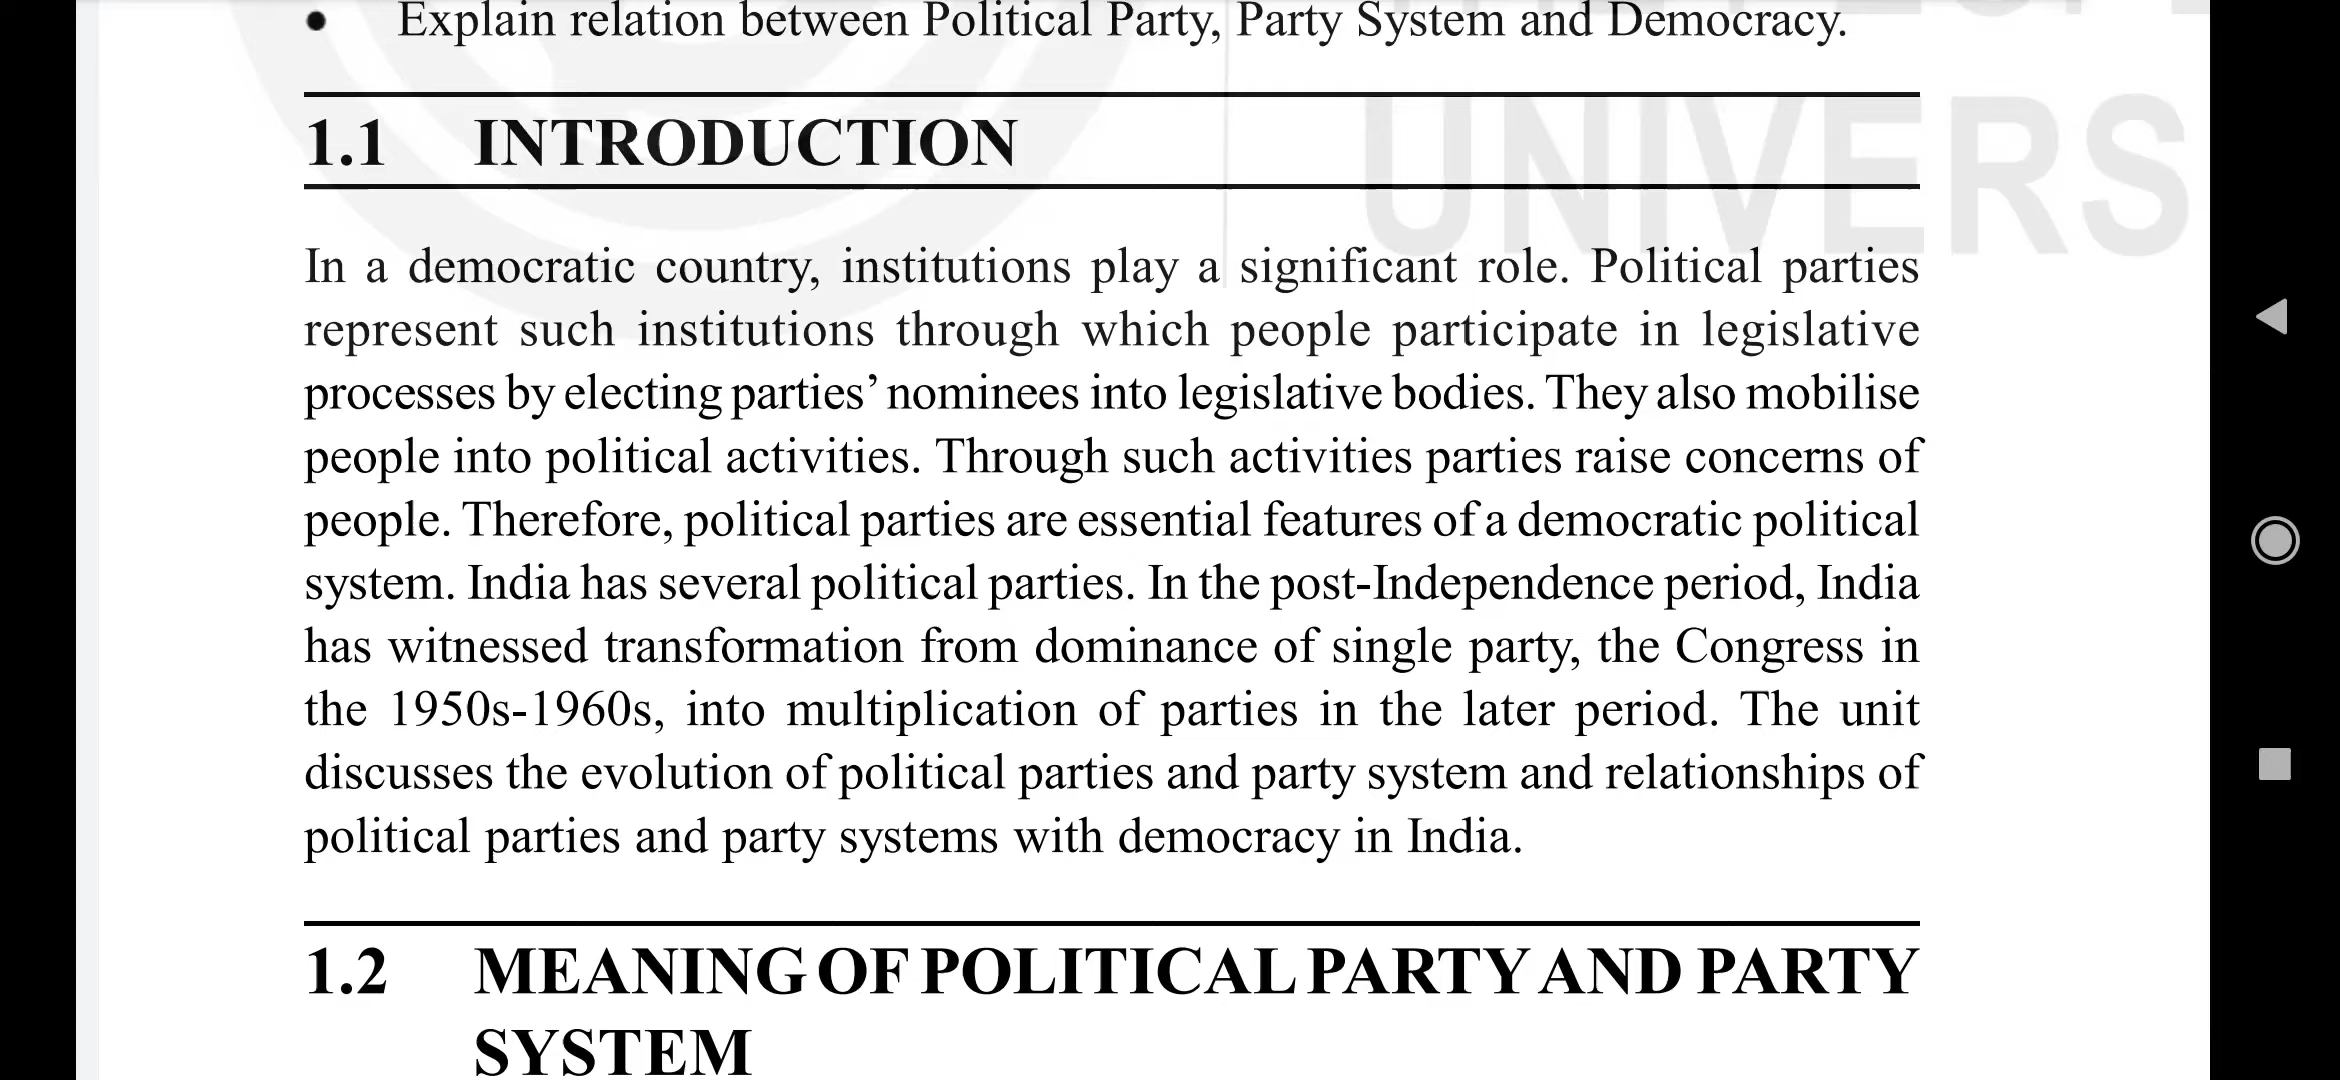 • Explain relation between Political Party, Party System and Democracy.
1.1 INTRODUCTION
UNIVERS
In a democratic country, institutions play a significant role. Political parties
represent such institutions through which people participate in legislative
processes by electing parties’ nominees into legislative bodies. They also mobilise
people into political activities. Through such activities parties raise concerns of
people. Therefore, political parties are essential features of a democratic political
system. India has several political parties. In the post-Independence period, India
has witnessed transformation from dominance of single party, the Congress in
the 1950s-1960s, into multiplication of parties in the later period. The unit
discusses the evolution of political parties and party system and relationships of
political parties and party systems with democracy in India.
1.2 MEANING OF POLITICAL PARTY AND PARTY
SYSTEM